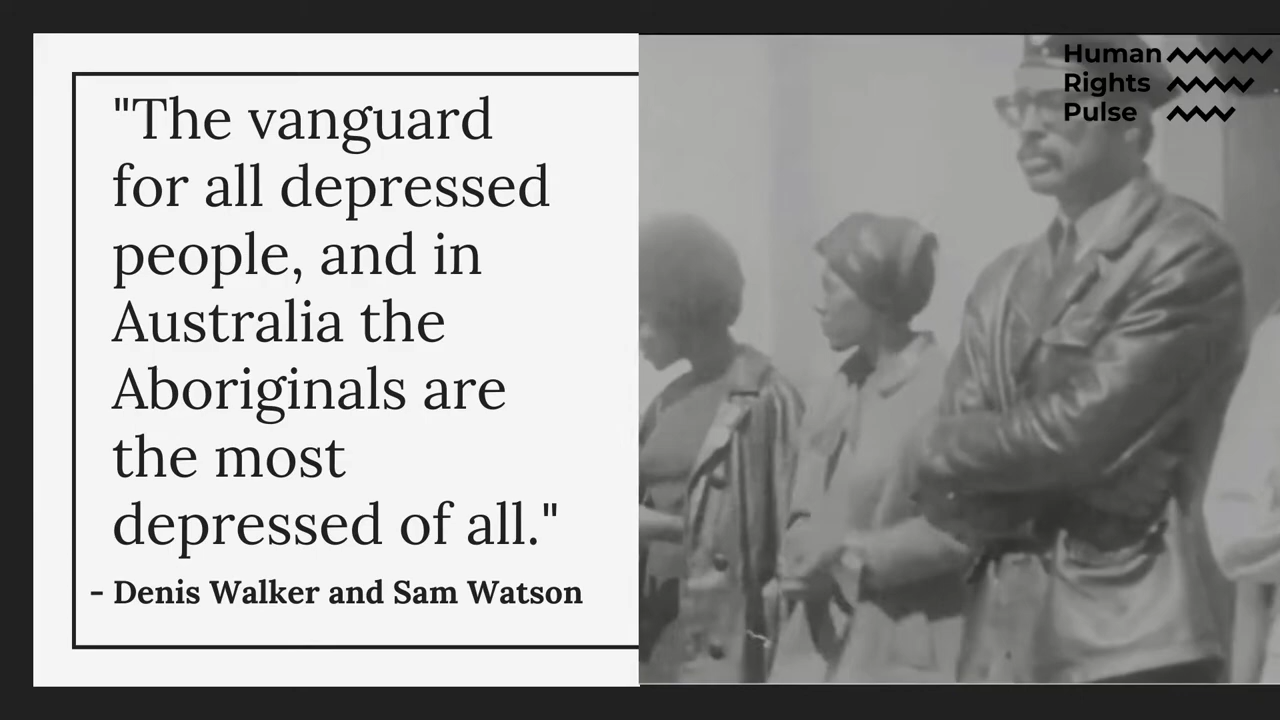 "The vanguard
for all depressed
people, and in
Australia the
Aboriginals are
the most
depressed of all."
- Denis Walker and Sam Watson
Human
Rights
Pulse